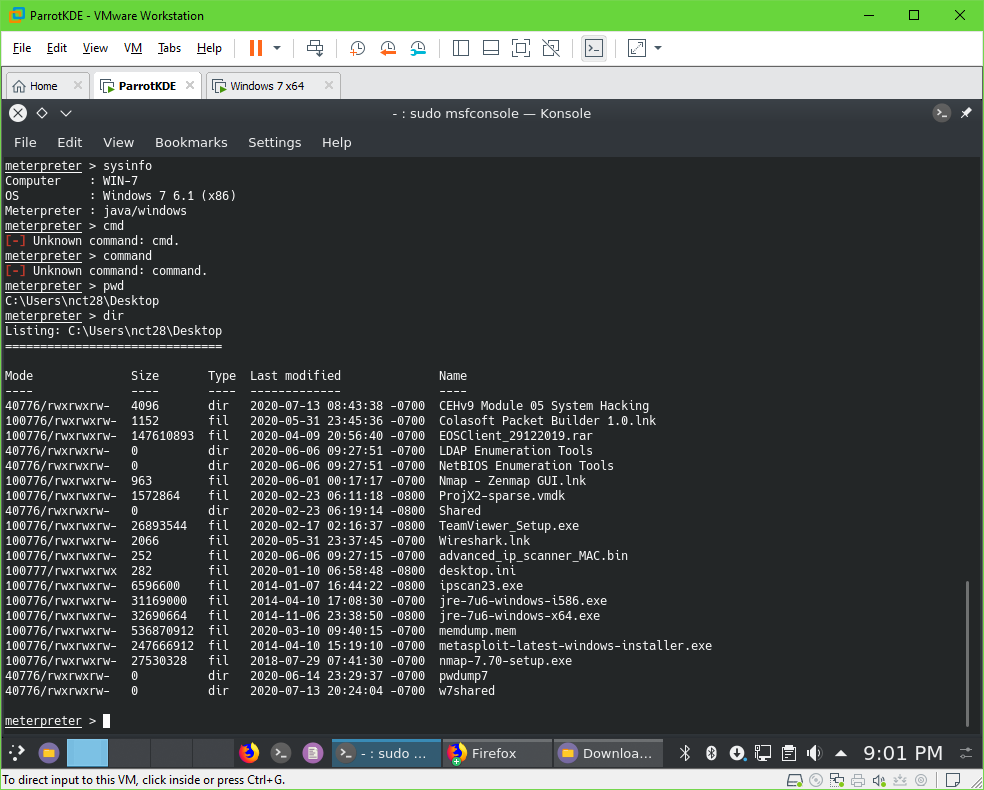 ParrotKDE - VMware Workstation
File Edit View VM Tabs Help
Home ParrotKDE Windows 7 x64
- : sudo msfconsole — Konsole
File Edit View Bookmarks Settings Help
meterpreter > sysinfo
Computer : WIN-7
OS : Windows 7 6.1 (x86)
Meterpreter : java/windows
meterpreter > cmd
[-] Unknown command: cmd.
meterpreter > command
[-] Unknown command: command.
meterpreter > pwd
C:\Users\nct28\Desktop
meterpreter > dir
Listing: C:\Users\nct28\Desktop
===============================
Mode Size Type Last modified Name
---- ---- ---- ------------- ----
40776/rwxrwxrw- 4096 dir 2020-07-13 08:43:38 -0700 CEHv9 Module 05 System Hacking
100776/rwxrwxrw- 1152 fil 2020-05-31 23:45:36 -0700 Colasoft Packet Builder 1.0.lnk
100776/rwxrwxrw- 147610893 fil 2020-04-09 20:56:40 -0700 EOSClient_29122019.rar
40776/rwxrwxrw- 0 dir 2020-06-06 09:27:51 -0700 LDAP Enumeration Tools
40776/rwxrwxrw- 0 dir 2020-06-06 09:27:51 -0700 NetBIOS Enumeration Tools
100776/rwxrwxrw- 963 fil 2020-06-01 00:17:17 -0700 Nmap - Zenmap GUI.lnk
100776/rwxrwxrw- 1572864 fil 2020-02-23 06:11:18 -0800 ProjX2-sparse.vmdk
40776/rwxrwxrw- 0 dir 2020-02-23 06:19:14 -0800 Shared
100776/rwxrwxrw- 26893544 fil 2020-02-17 02:16:37 -0800 TeamViewer_Setup.exe
100776/rwxrwxrw- 2066 fil 2020-05-31 23:37:45 -0700 Wireshark.lnk
100776/rwxrwxrw- 252 fil 2020-06-06 09:27:15 -0700 advanced_ip_scanner_MAC.bin
100777/rwxrwxrwx 282 fil 2020-01-10 06:58:48 -0800 desktop.ini
100776/rwxrwxrw- 6596600 fil 2014-01-07 16:44:22 -0800 ipscan23.exe
100776/rwxrwxrw- 31169000 fil 2014-04-10 17:08:30 -0700 jre-7u6-windows-i586.exe
100776/rwxrwxrw- 32690664 fil 2014-11-06 23:38:50 -0800 jre-7u6-windows-x64.exe
100776/rwxrwxrw- 536870912 fil 2020-03-10 09:40:15 -0700 memdump.mem
100776/rwxrwxrw- 247666912 fil 2014-04-10 15:19:10 -0700 metasploit-latest-windows-installer.exe
100776/rwxrwxrw- 27530328 fil 2018-07-29 07:41:30 -0700 nmap-7.70-setup.exe
40776/rwxrwxrw- 0 dir 2020-06-14 23:29:37 -0700 pwdump7
40776/rwxrwxrw- 0 dir 2020-07-13 20:24:04 -0700 w7shared
meterpreter >
- : sudo ... Firefox Downloa... 9:01 PM
To direct input to this VM, click inside or press Ctrl+G.